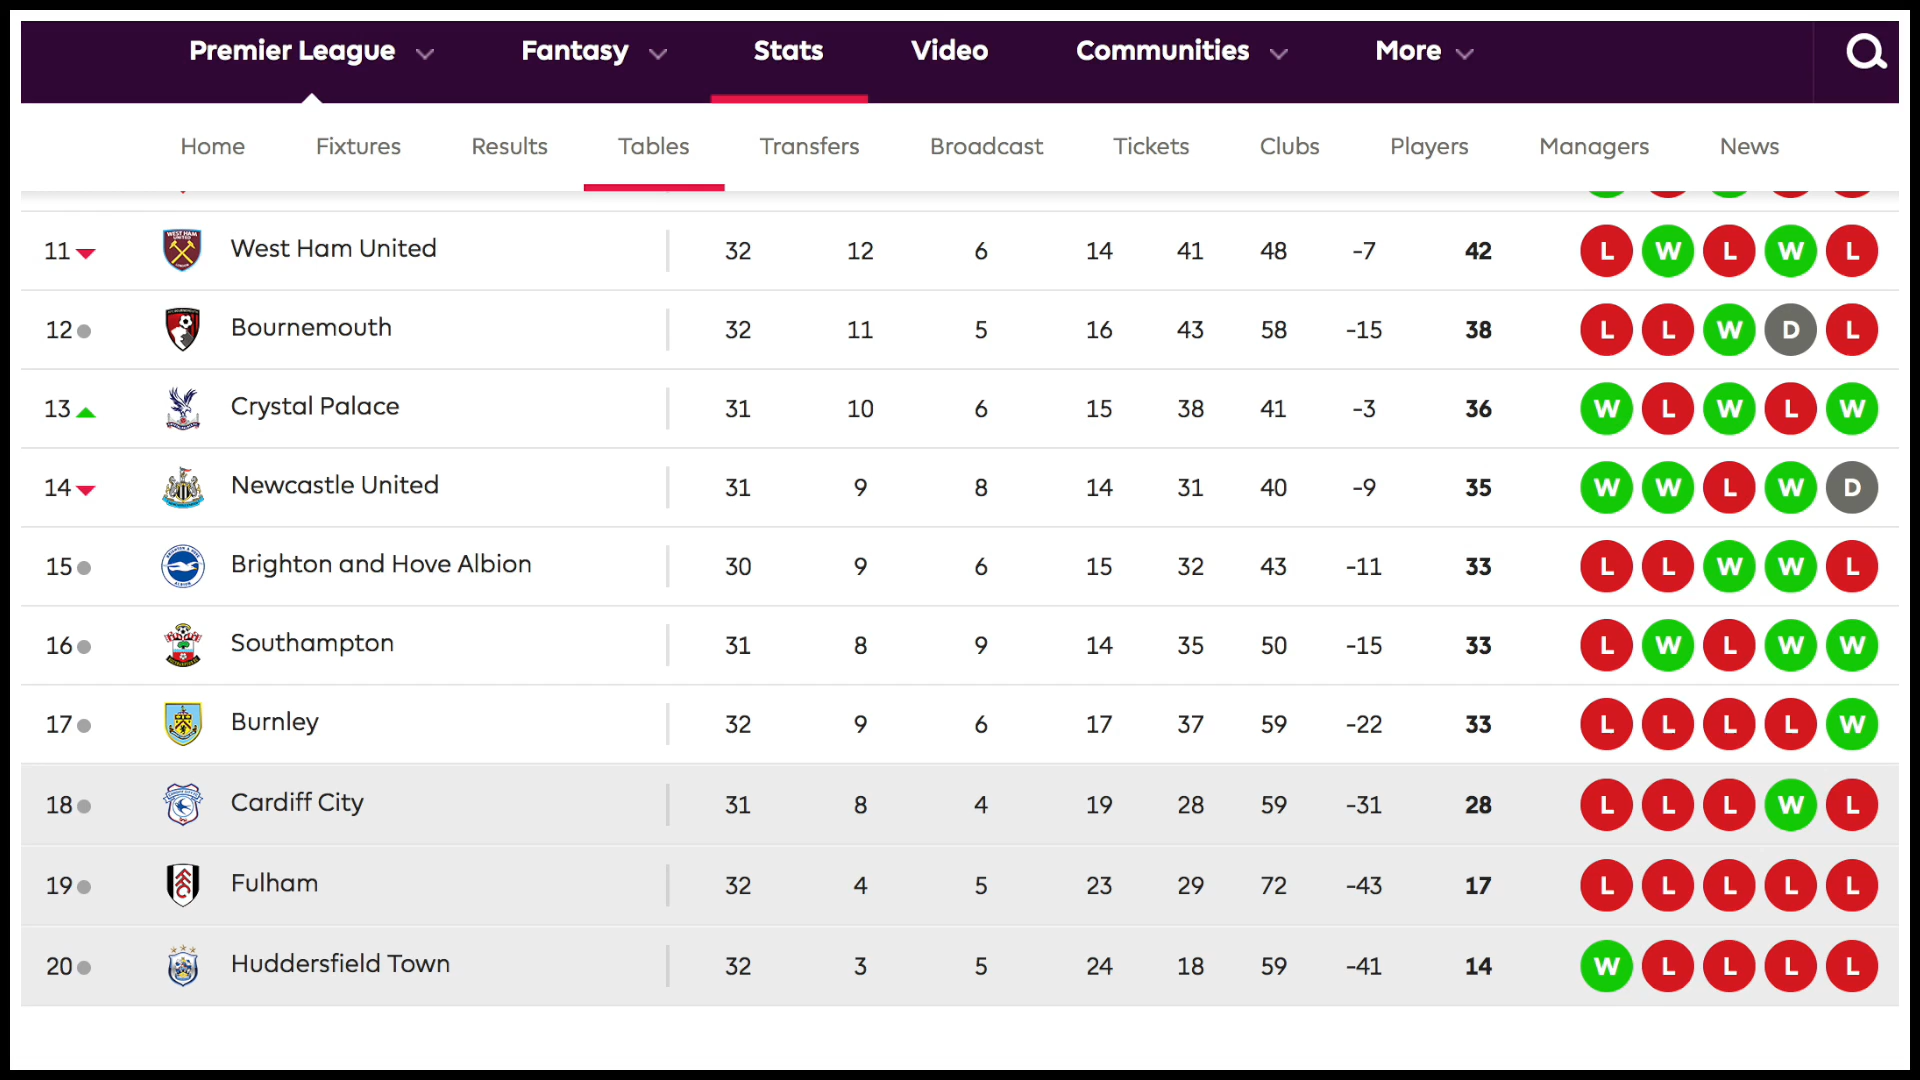 Premier League Fantasy Stats Video Communities More
Home Fixtures Results Tables Transfers Broadcast Tickets Clubs Players Managers News
11 West Ham United 32 12 6 14 41 48 -7 42 L W L W L
12 Bournemouth 32 11 5 16 43 58 -15 38 L L W D L
13 Crystal Palace 31 10 6 15 38 41 -3 36 W L W L W
14 Newcastle United 31 9 8 14 31 40 -9 35 W W L W D
15 Brighton and Hove Albion 30 9 6 15 32 43 -11 33 L L W W L
16 Southampton 31 8 9 14 35 50 -15 33 L W L W W
17 Burnley 32 9 6 17 37 59 -22 33 L L L L W
18 Cardiff City 31 8 4 19 28 59 -31 28 L L L W L
19 Fulham 32 4 5 23 29 72 -43 17 L L L L L
20 Huddersfield Town 32 3 5 24 18 59 -41 14 W L L L L